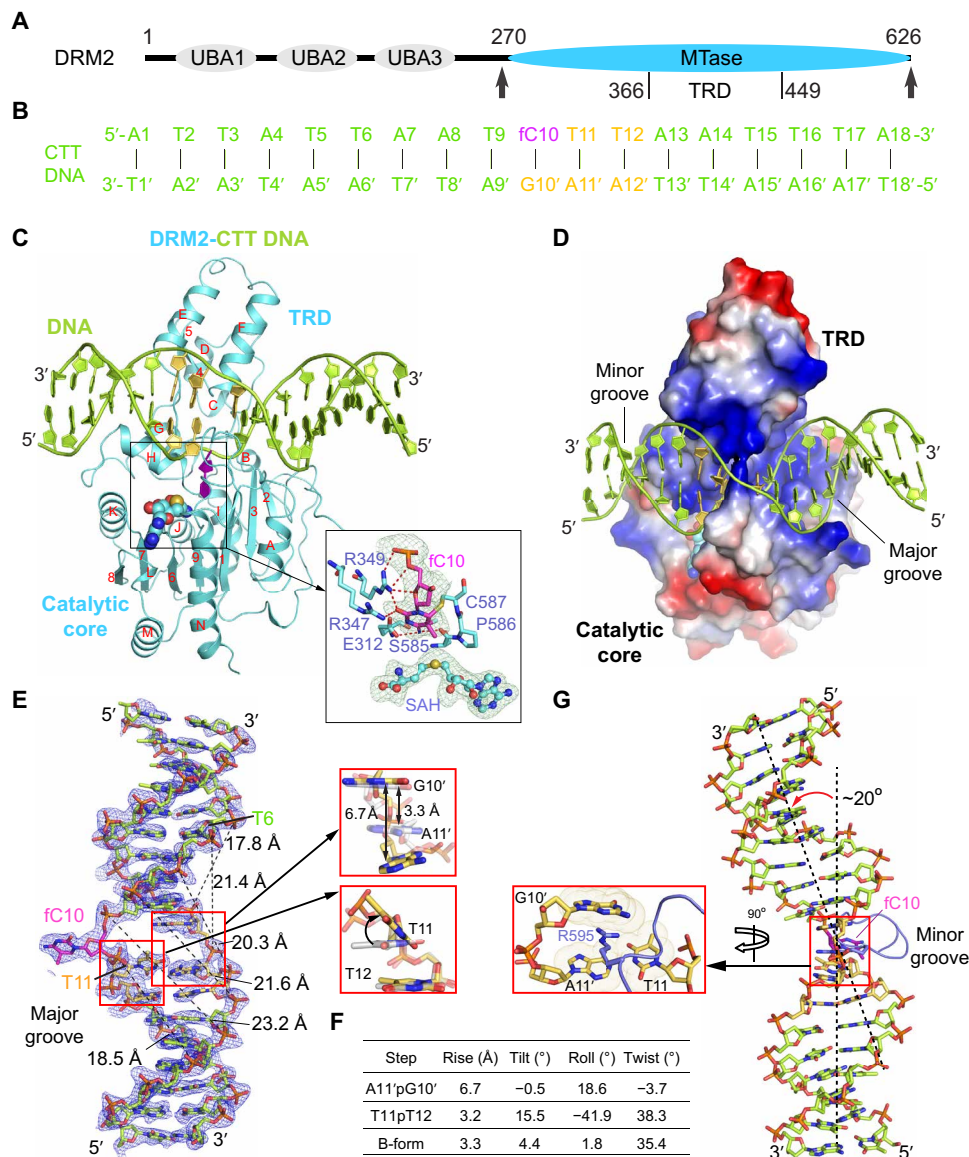 A
1
270
626
DRM2
UBA1
UBA2
UBA3
MTase
366
TRD
449
B
5′-A1 T2 T3 A4 T5 T6 A7 A8 T9 fC10 T11 T12 A13 A14 T15 T16 T17 A18-3′
CTT
DNA
3′-T1′ A2′ A3′ T4′ A5′ A6′ T7′ T8′ A9′ G10′ A11′ A12′ T13′ T14′ A15′ A16′ A17′ T18′-5′
C
DRM2-CTT DNA
E
5
F
TRD
DNA
D
4
C
3′
3′
5′
5′
G
H
B
2
3
I
K
J
A
7
9
1
8
L
6
Catalytic
core
M
N
R349
fC10
C587
R347
P586
E312
S585
SAH
D
TRD
Minor
groove
3′
3′
5′
5′
Major
groove
Catalytic
core
E
5′
3′
T6
17.8 Å
21.4 Å
fC10
20.3 Å
T11
21.6 Å
Major
groove
23.2 Å
18.5 Å
5′
3′
G10′
6.7Å
3.3 Å
A11′
T11
T12
G
5′
3′
~20°
fC10
90°
Minor
groove
G10′
R595
A11′
T11
3′
5′
F
Step Rise (Å) Tilt (°) Roll (°) Twist (°)
A11′pG10′ 6.7 −0.5 18.6 −3.7
T11pT12 3.2 15.5 −41.9 38.3
B-form 3.3 4.4 1.8 35.4